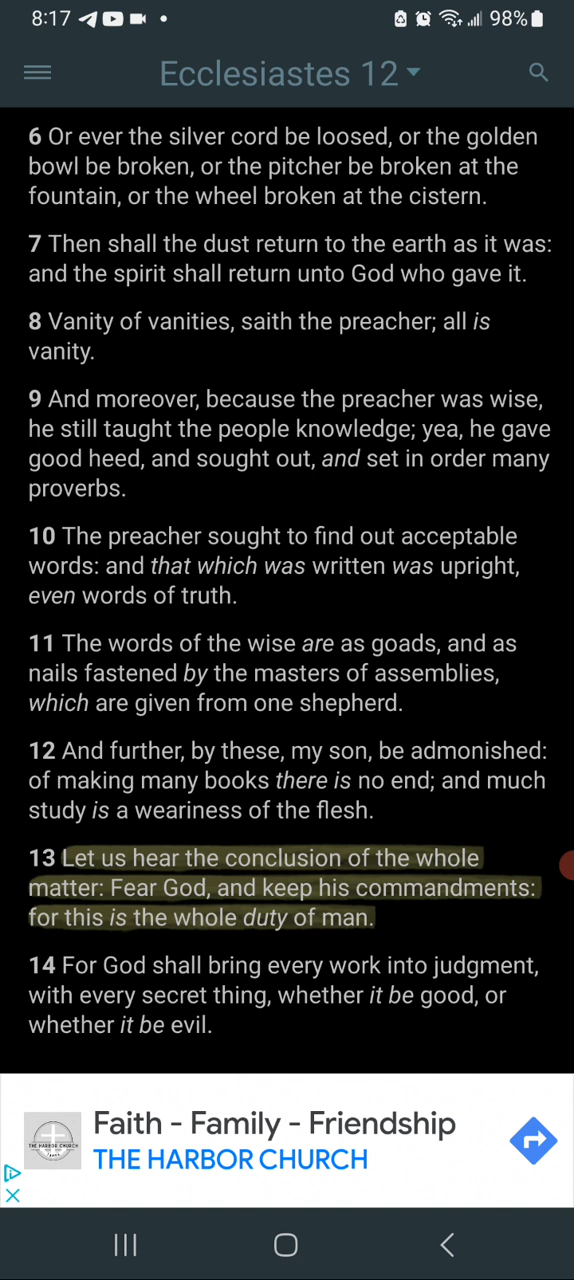 8:17
98%
Ecclesiastes 12
6 Or ever the silver cord be loosed, or the golden
bowl be broken, or the pitcher be broken at the
fountain, or the wheel broken at the cistern.
7 Then shall the dust return to the earth as it was:
and the spirit shall return unto God who gave it.
8 Vanity of vanities, saith the preacher; all is
vanity.
9 And moreover, because the preacher was wise,
he still taught the people knowledge; yea, he gave
good heed, and sought out, and set in order many
proverbs.
10 The preacher sought to find out acceptable
words: and that which was written was upright,
even words of truth.
11 The words of the wise are as goads, and as
nails fastened by the masters of assemblies,
which are given from one shepherd.
12 And further, by these, my son, be admonished:
of making many books there is no end; and much
study is a weariness of the flesh.
13 Let us hear the conclusion of the whole
matter: Fear God, and keep his commandments:
for this is the whole duty of man.
14 For God shall bring every work into judgment,
with every secret thing, whether it be good, or
whether it be evil.
THE HARBOR CHURCH
Faith - Family - Friendship
THE HARBOR CHURCH